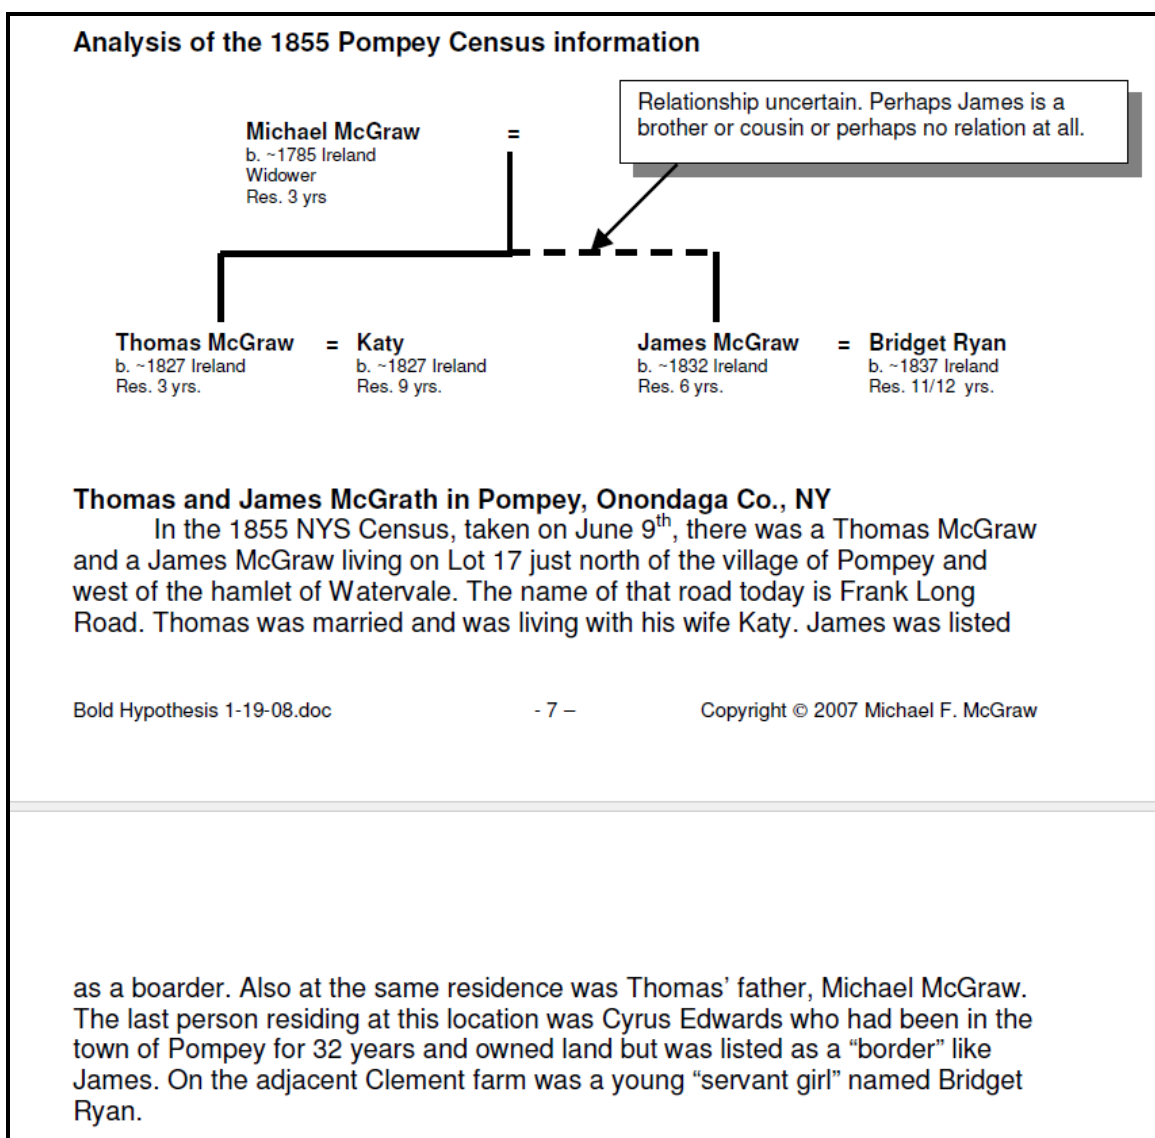 Analysis of the 1855 Pompey Census information
Relationship uncertain. Perhaps James is a
brother or cousin or perhaps no relation at all.
Michael McGraw =
b. ~1785 Ireland
Widower
Res. 3 yrs
Thomas McGraw = Katy
b. ~1827 Ireland b. ~1827 Ireland
Res. 3 yrs. Res. 9 yrs.
James McGraw = Bridget Ryan
b. ~1832 Ireland b. ~1837 Ireland
Res. 6 yrs. Res. 11/12 yrs.
Thomas and James McGrath in Pompey, Onondaga Co., NY
In the 1855 NYS Census, taken on June 9th, there was a Thomas McGraw
and a James McGraw living on Lot 17 just north of the village of Pompey and
west of the hamlet of Watervale. The name of that road today is Frank Long
Road. Thomas was married and was living with his wife Katy. James was listed
Bold Hypothesis 1-19-08.doc - 7 – Copyright © 2007 Michael F. McGraw
as a boarder. Also at the same residence was Thomas’ father, Michael McGraw.
The last person residing at this location was Cyrus Edwards who had been in the
town of Pompey for 32 years and owned land but was listed as a “border” like
James. On the adjacent Clement farm was a young “servant girl” named Bridget
Ryan.